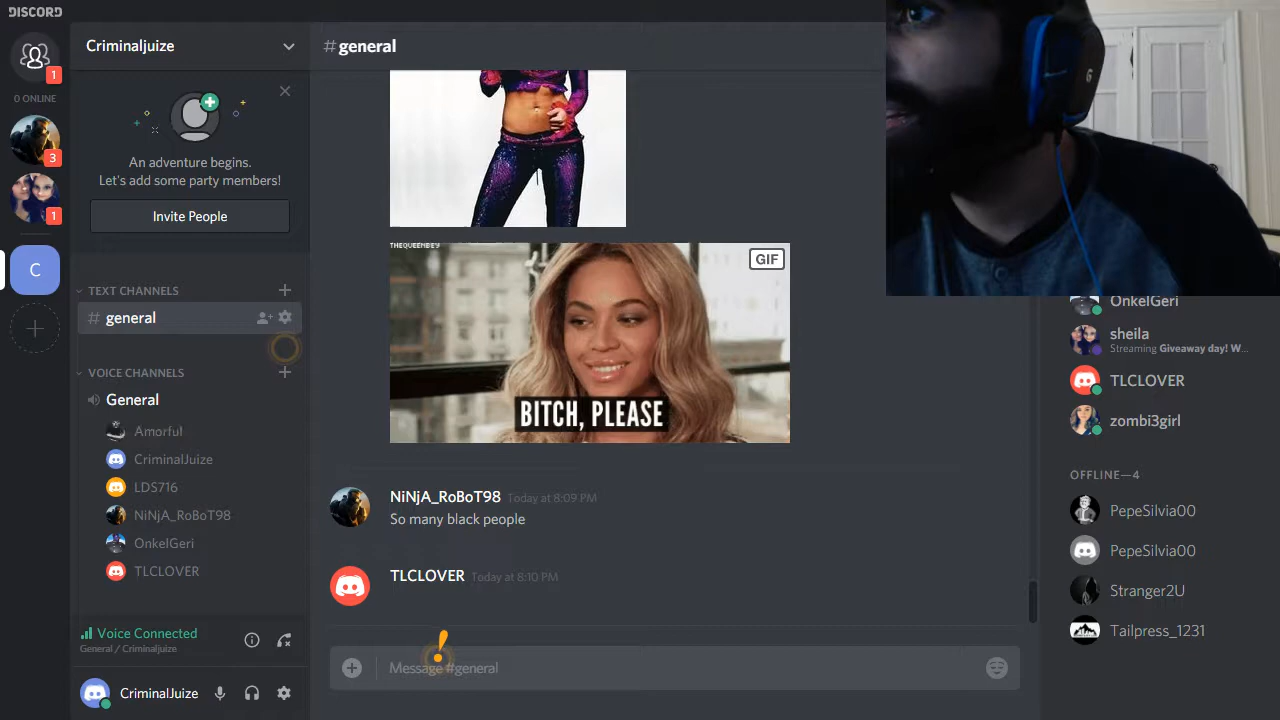 DISCORD
1
0 ONLINE
3
1
C
Criminaljuize
An adventure begins.
Let's add some party members!
Invite People
TEXT CHANNELS
# general
VOICE CHANNELS
General
Amorful
CriminalJuize
LDS716
NiNjA_RoBoT98
OnkelGeri
TLCLOVER
Voice Connected
General / Criminaljuize
CriminalJuize
# general
THEQUEENBEY
GIF
BITCH, PLEASE
NiNjA_RoBoT98 Today at 8:09 PM
So many black people
TLCLOVER Today at 8:10 PM
Message #general
OnkelGeri
sheila
Streaming Giveaway day! W...
TLCLOVER
zombi3girl
OFFLINE—4
PepeSilvia00
PepeSilvia00
Stranger2U
Tailpress_1231